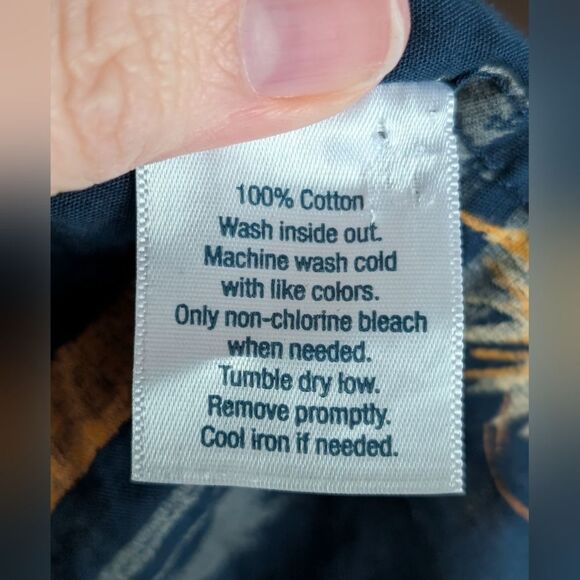 100% Cotton
Wash inside out.
Machine wash cold
with like colors.
Only non-chlorine bleach
when needed.
Tumble dry low.
Remove promptly.
Cool iron if needed.